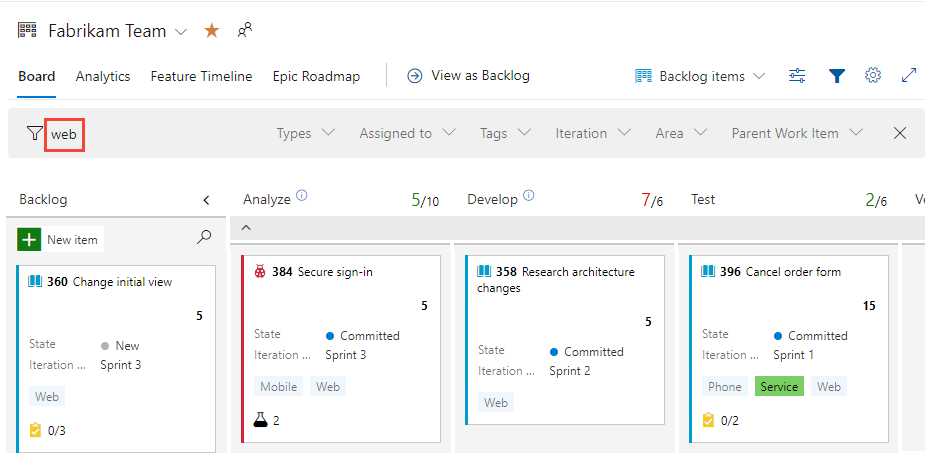 Fabrikam Team
Board Analytics Feature Timeline Epic Roadmap View as Backlog Backlog items
web Types Assigned to Tags Iteration Area Parent Work Item
Backlog Analyze 5/10 Develop 7/6 Test 2/6 Ve
New item
360 Change initial view
5
State New
Iteration ... Sprint 3
Web
0/3
384 Secure sign-in
5
State Committed
Iteration ... Sprint 3
Mobile Web
2
358 Research architecture
changes
5
State Committed
Iteration ... Sprint 2
Web
396 Cancel order form
15
State Committed
Iteration ... Sprint 1
Phone Service Web
0/2